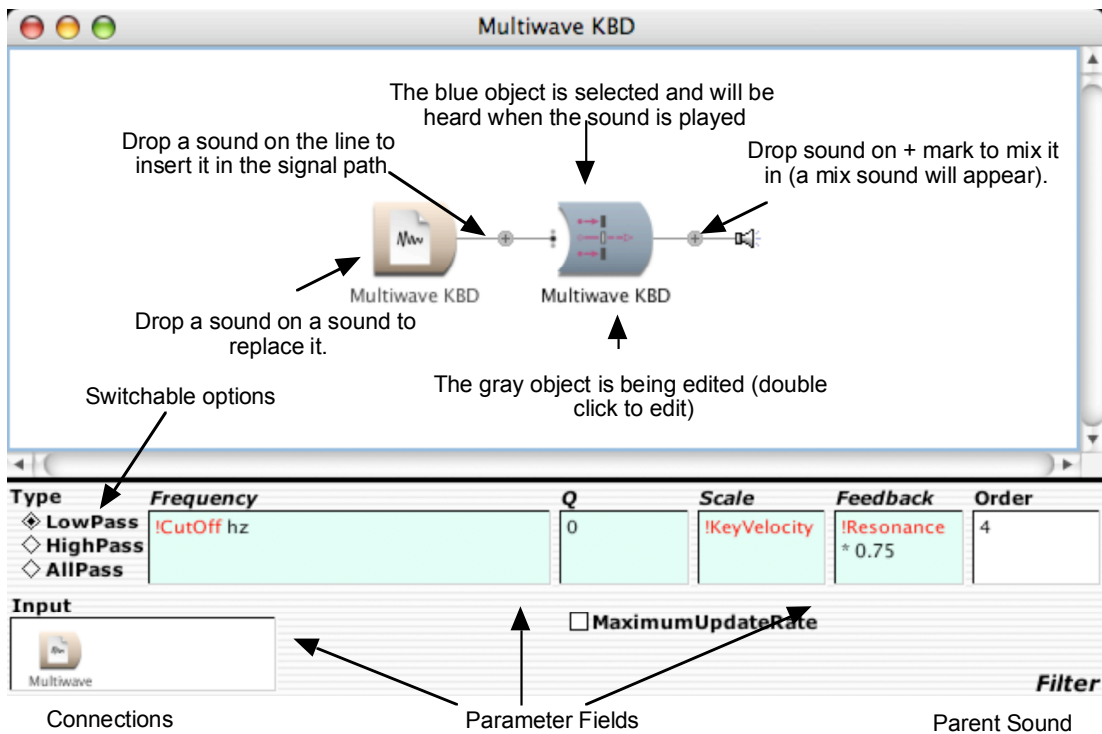 Multiwave KBD
The blue object is selected and will be
heard when the sound is played
Drop a sound on the line to
insert it in the signal path
Drop sound on + mark to mix it
in (a mix sound will appear).
Multiwave KBD
Multiwave KBD
Drop a sound on a sound to
replace it.
The gray object is being edited (double
click to edit)
Switchable options
Type
Frequency
Q
Scale
Feedback
Order
LowPass
HighPass
AllPass
!CutOff hz
0
!KeyVelocity
!Resonance
* 0.75
4
Input
MaximumUpdateRate
Multiwave
Filter
Connections
Parameter Fields
Parent Sound